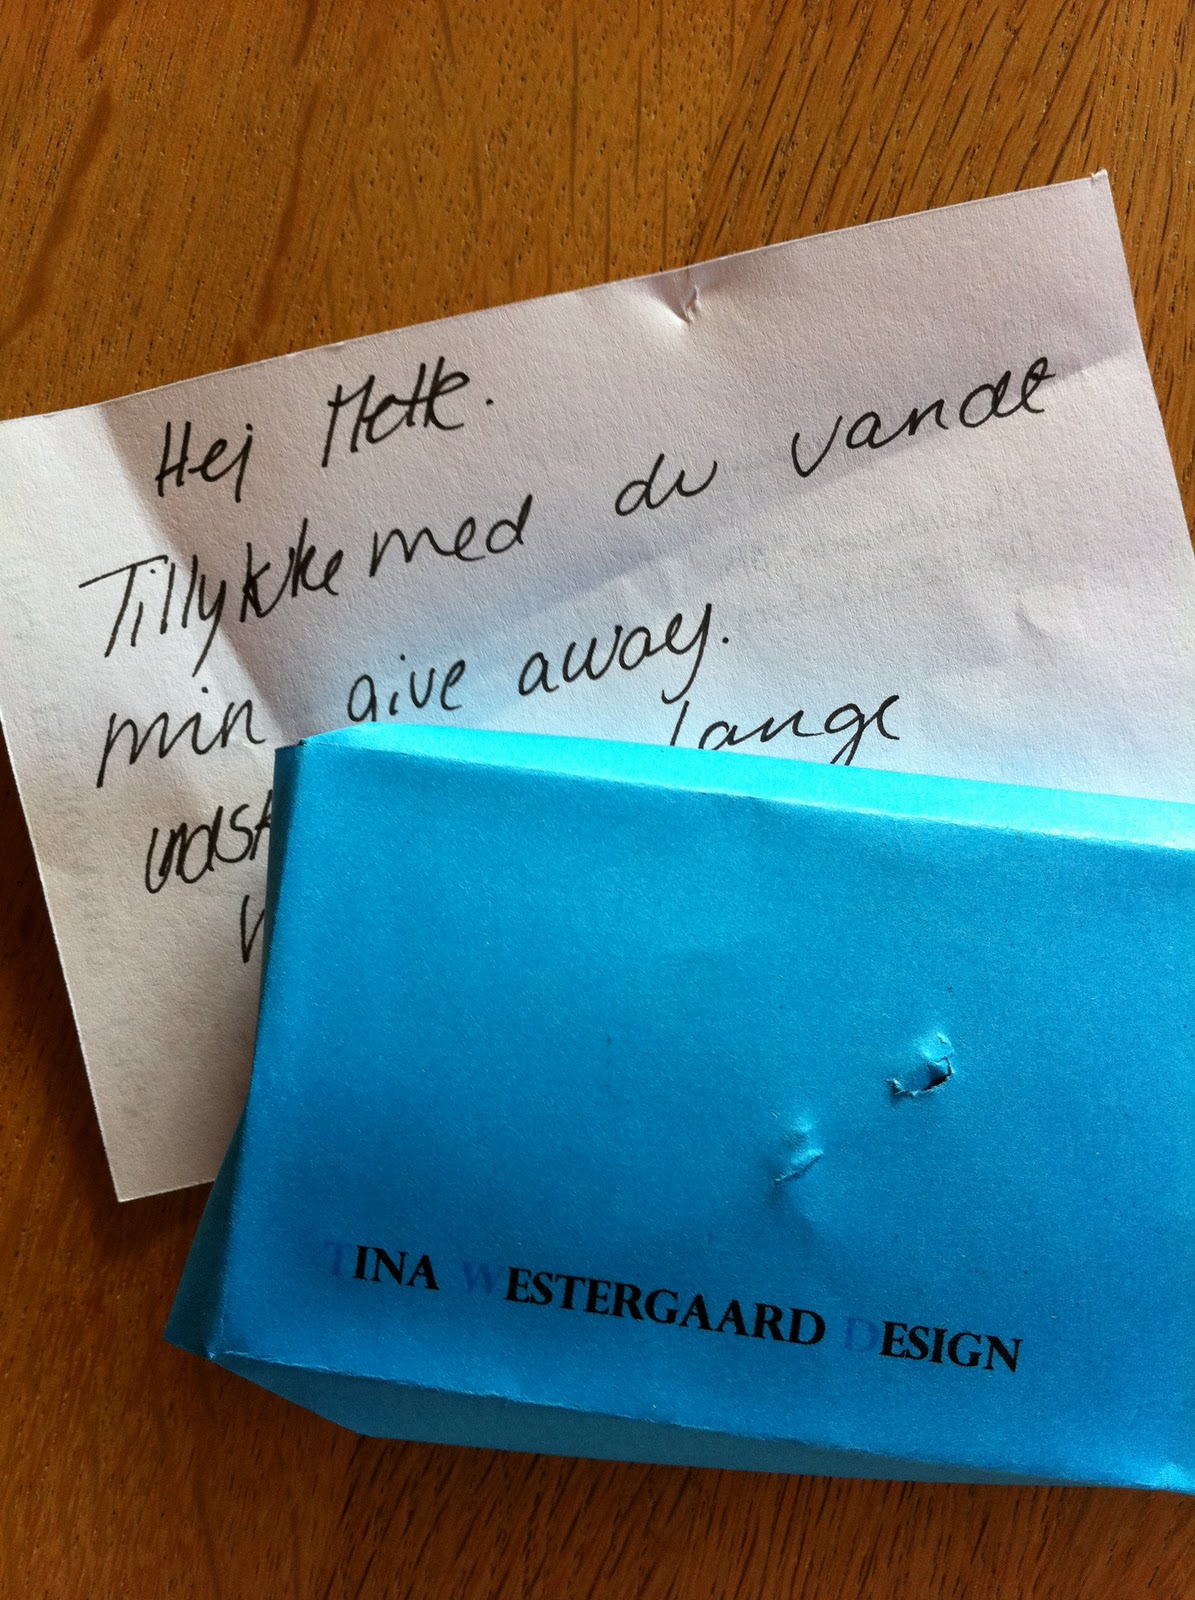 Hej Mette.
Tillykke med du vandt
min give away.
lange
TINA WESTERGAARD DESIGN